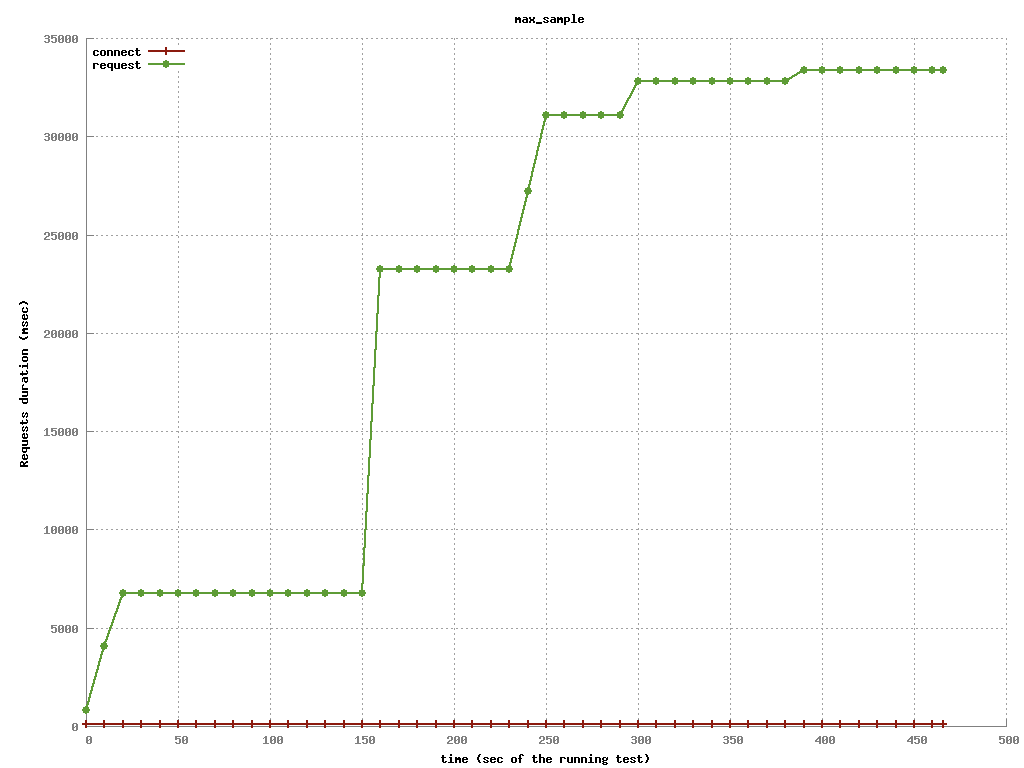 max_sample
connect
request
35000
30000
25000
20000
15000
10000
5000
0
Requests duration (msec)
0 50 100 150 200 250 300 350 400 450 500
time (sec of the running test)